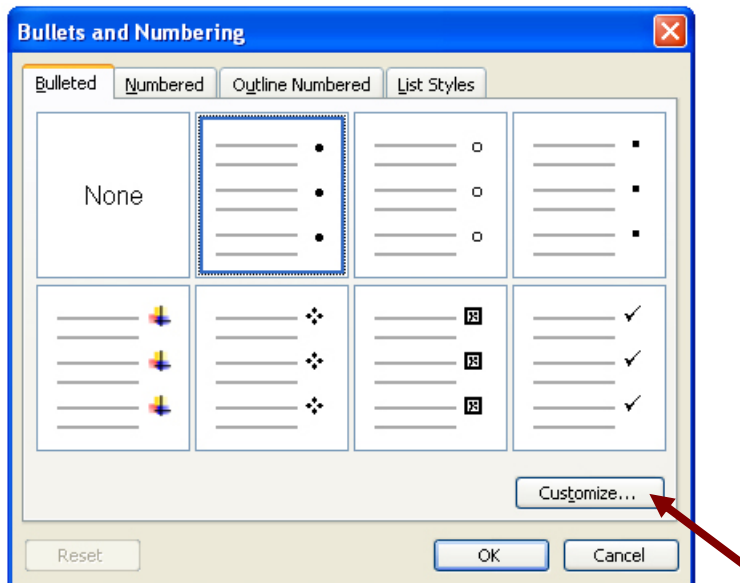 Bullets and Numbering
Bulleted Numbered Outline Numbered List Styles
None
Customize...
Reset OK Cancel